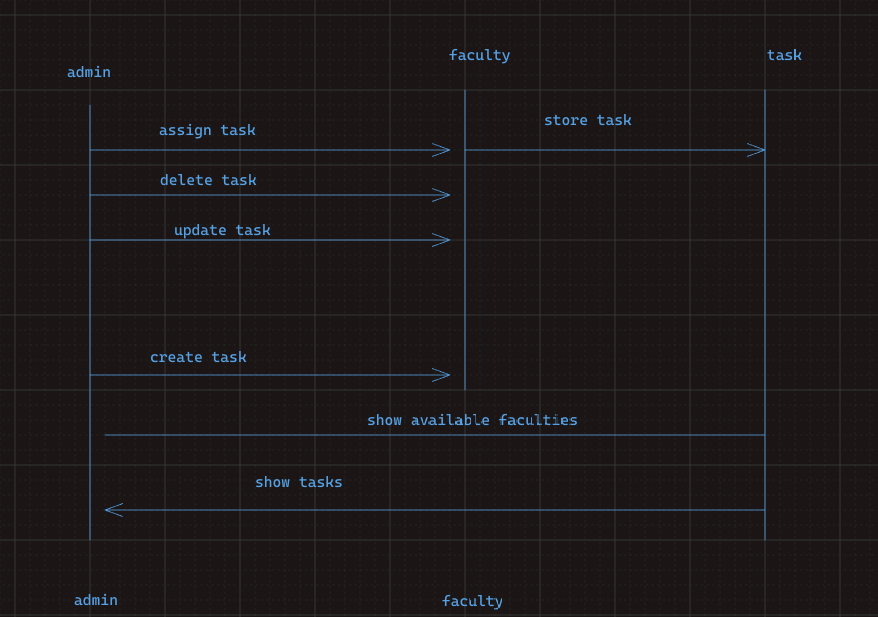 faculty
task
admin
store task
assign task
delete task
update task
create task
show available faculties
show tasks
admin
faculty